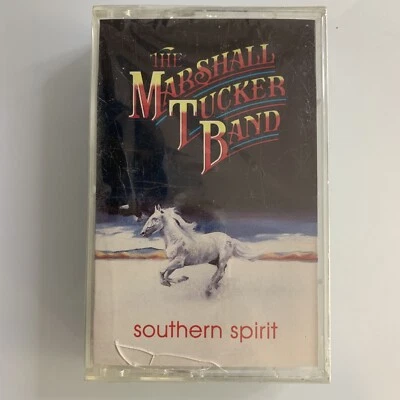 THE
MARSHALL
TUCKER
BAND
southern spirit